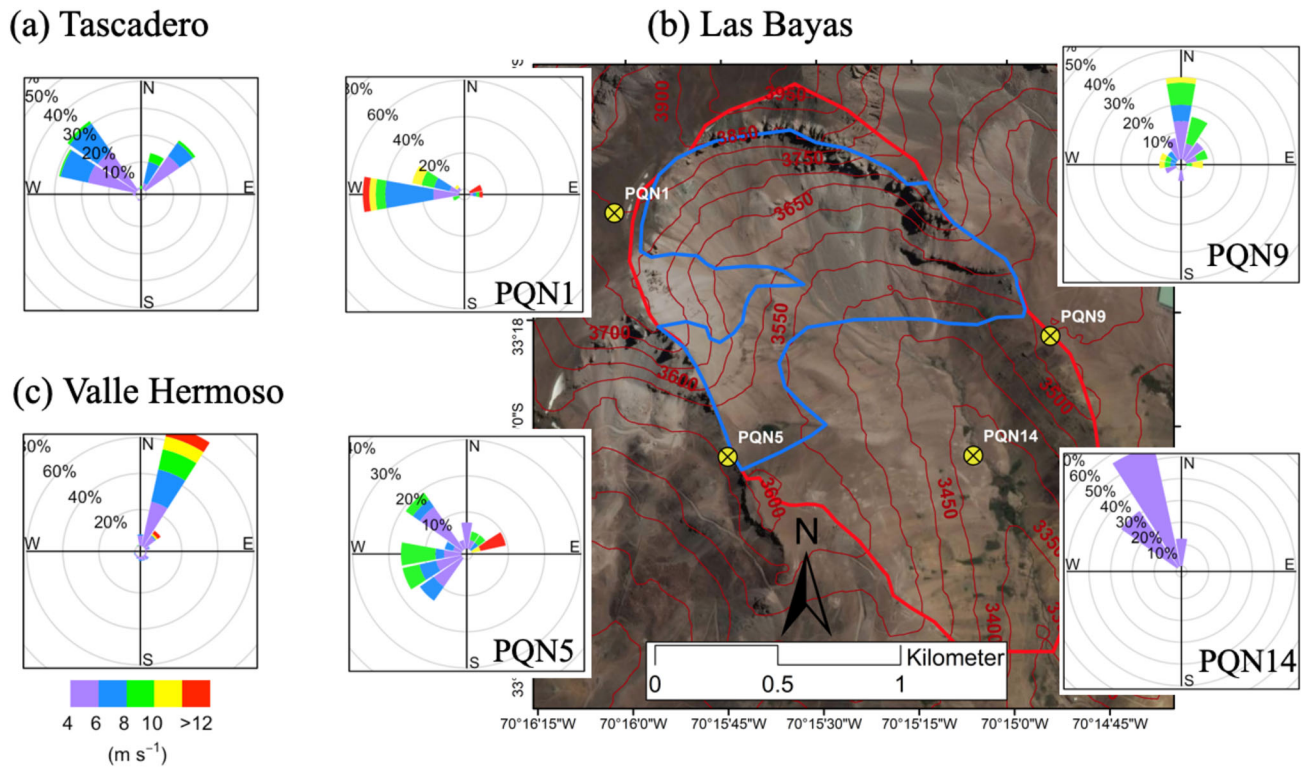 (a) Tascadero
(b) Las Bayas
N
50%
40%
30%
20%
10%
W
E
S
N
60%
40%
20%
W
E
S
PQN1
N
50%
40%
30%
20%
10%
W
E
S
PQN9
3900
3950
3850
3750
3650
PQN1
3550
PQN9
3700
3600
3500
PQN5
PQN14
3600
3450
3400
N
Kilometer
0 0.5 1
33°18
0"S
70°16'15"W 70°16'0"W 70°15'45"W 70°15'30"W 70°15'15"W 70°15'0"W 70°14'45"W
(c) Valle Hermoso
N
60%
40%
20%
W
E
S
N
30%
20%
10%
W
E
S
PQN5
N
60%
50%
40%
30%
20%
10%
W
E
S
PQN14
4 6 8 10 >12
(m s⁻¹)